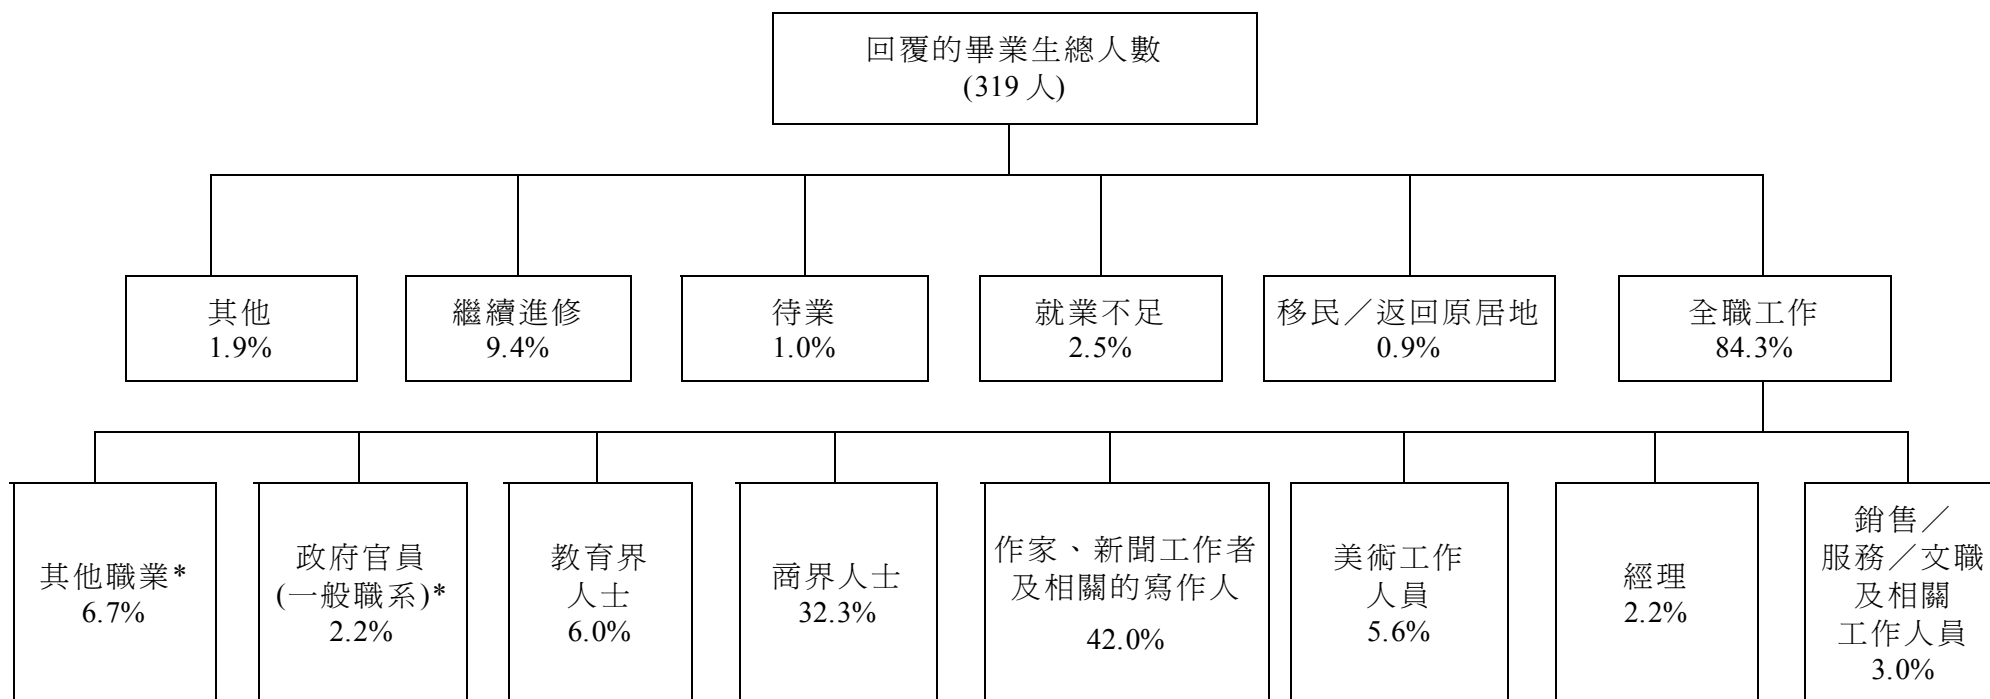 回覆的畢業生總人數
(319 人)
其他
1.9%
繼續進修
9.4%
待業
1.0%
就業不足
2.5%
移民／返回原居地
0.9%
全職工作
84.3%
其他職業*
6.7%
政府官員
(一般職系)*
2.2%
教育界
人士
6.0%
商界人士
32.3%
作家、新聞工作者
及相關的寫作人
42.0%
美術工作
人員
5.6%
經理
2.2%
銷售／
服務／文職
及相關
工作人員
3.0%